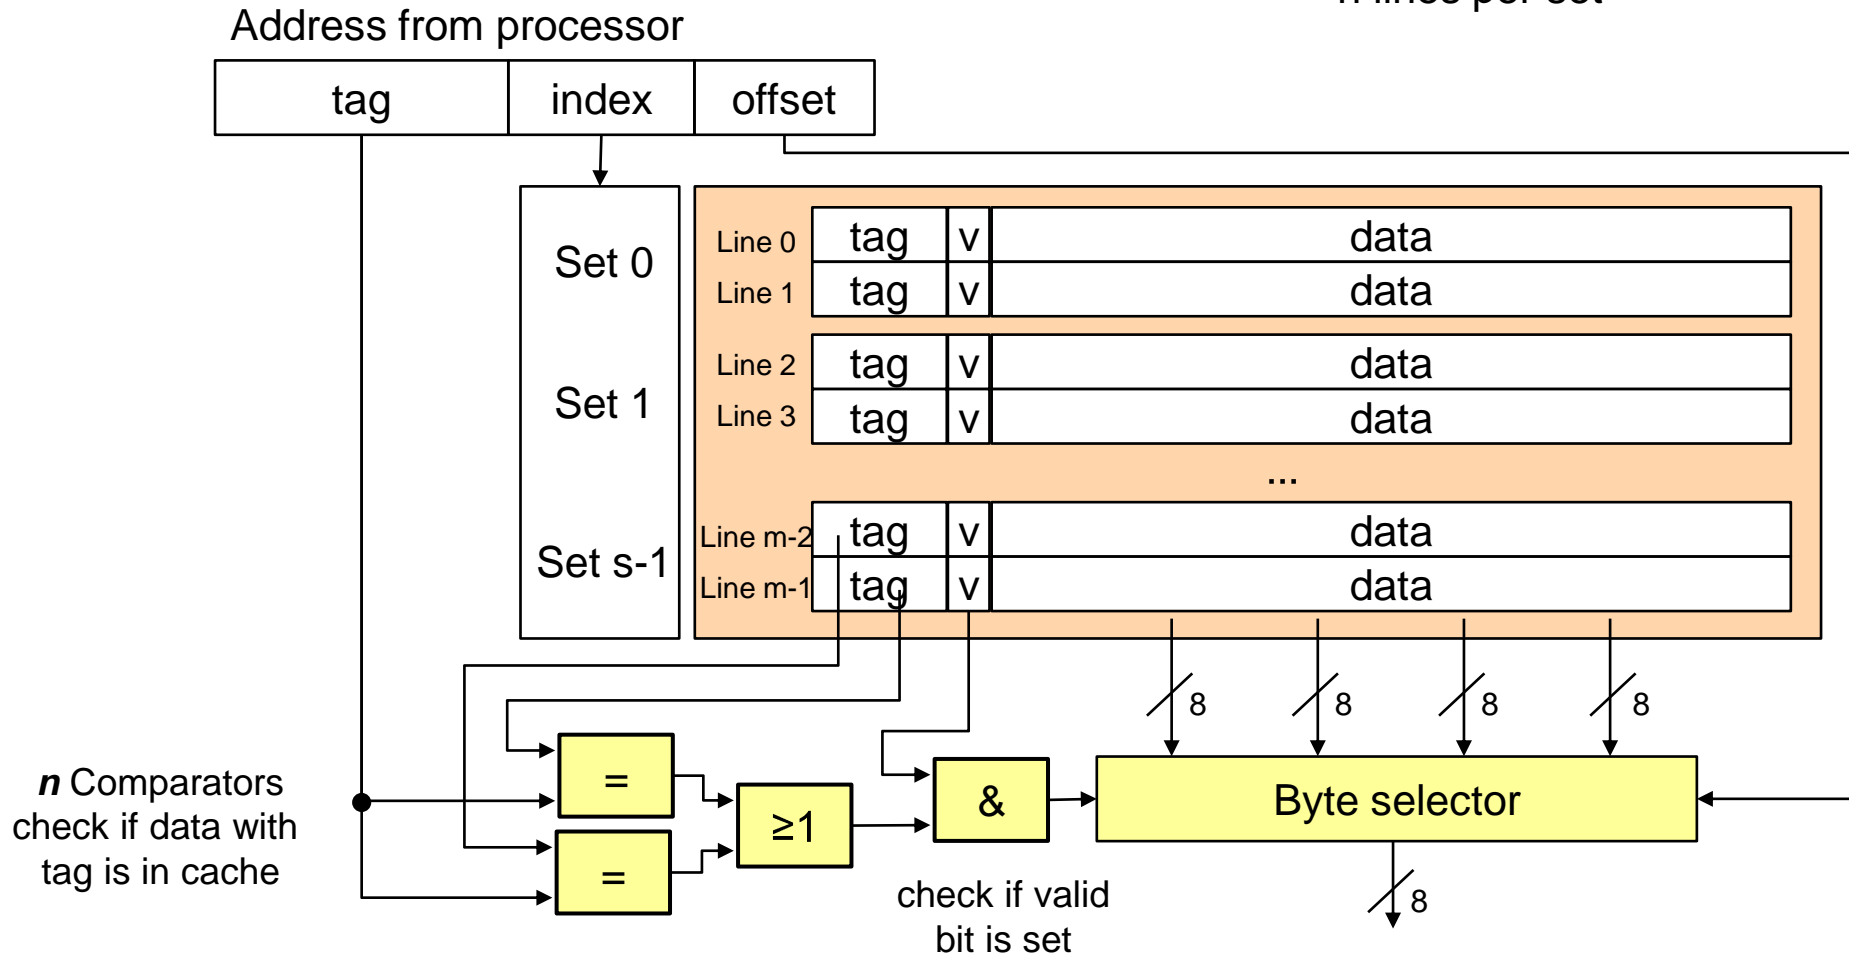 lines per set
Address from processor
tag index offset
Set 0
Line 0 tag v data
Line 1 tag v data
Set 1
Line 2 tag v data
Line 3 tag v data
...
Set s-1
Line m-2 tag v data
Line m-1 tag v data
8 8 8 8
n Comparators
check if data with
tag is in cache
=
=
≥1
&
Byte selector
check if valid
bit is set
8